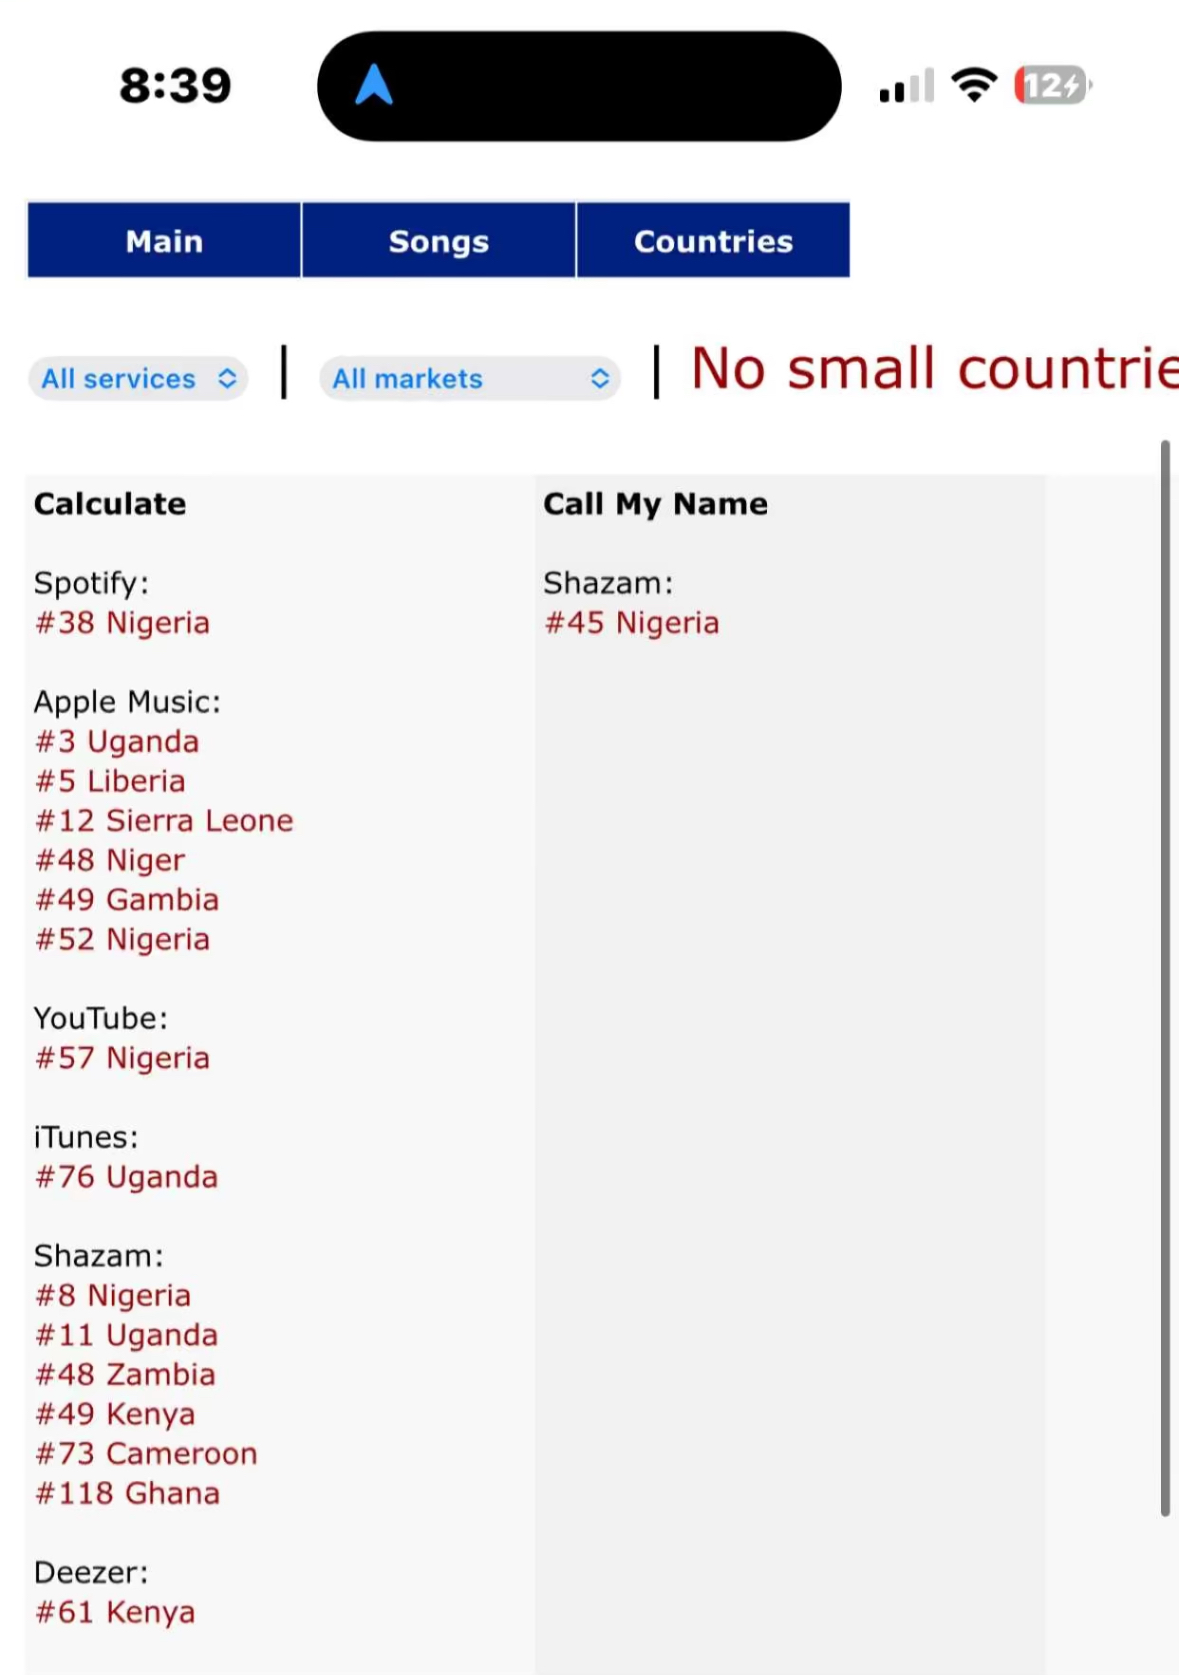 8:39
12
Main Songs Countries
All services | All markets | No small countrie
Calculate
Spotify:
#38 Nigeria
Apple Music:
#3 Uganda
#5 Liberia
#12 Sierra Leone
#48 Niger
#49 Gambia
#52 Nigeria
YouTube:
#57 Nigeria
iTunes:
#76 Uganda
Shazam:
#8 Nigeria
#11 Uganda
#48 Zambia
#49 Kenya
#73 Cameroon
#118 Ghana
Deezer:
#61 Kenya
Call My Name
Shazam:
#45 Nigeria